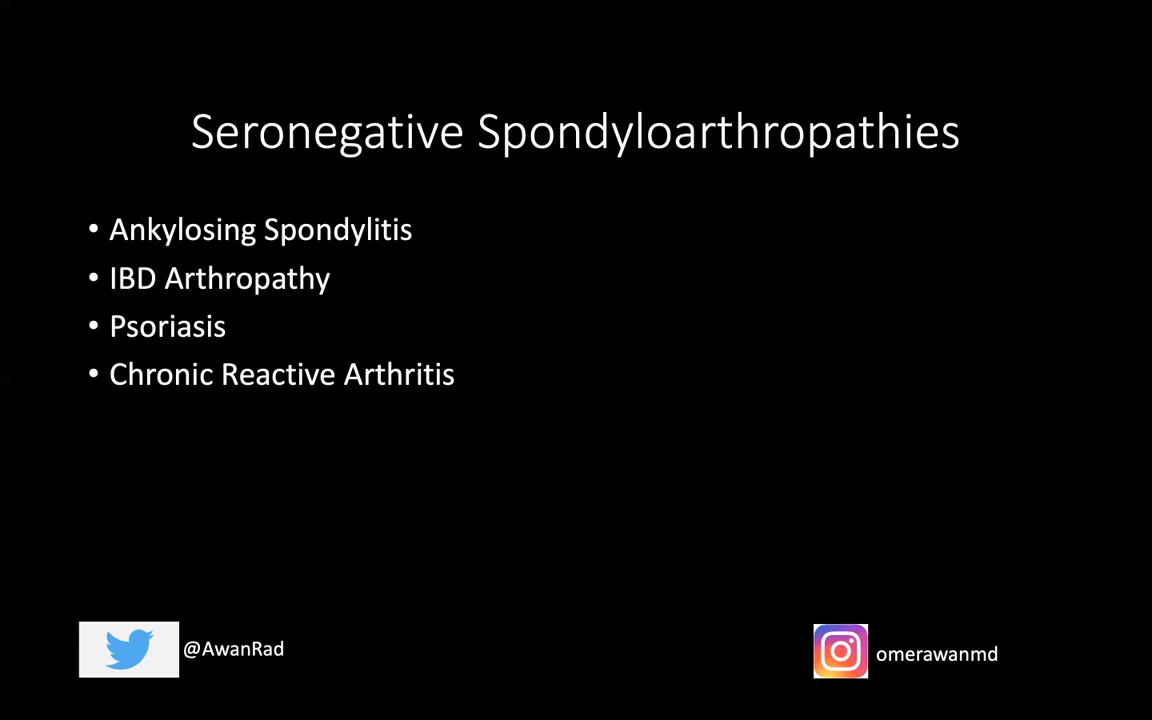 Seronegative Spondyloarthropathies
• Ankylosing Spondylitis
• IBD Arthropathy
• Psoriasis
• Chronic Reactive Arthritis
@AwanRad
omerawanmd